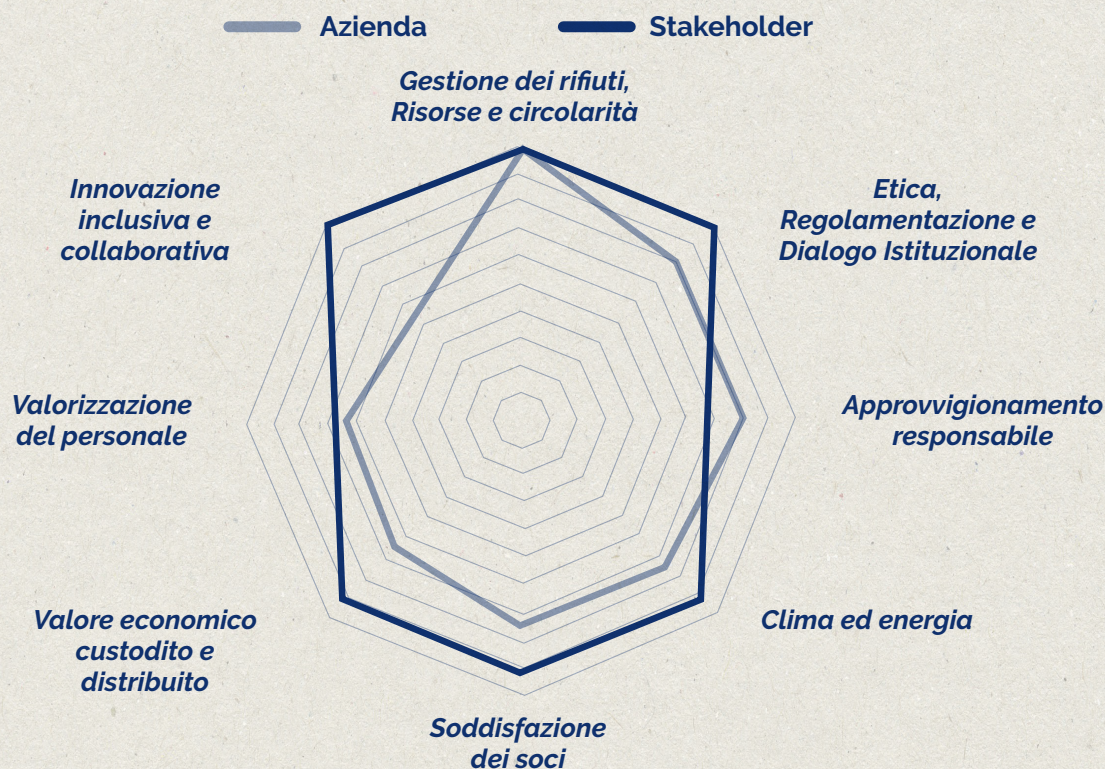 Azienda
Stakeholder
Gestione dei rifiuti,
Risorse e circolarità
Innovazione
inclusiva e
collaborativa
Etica,
Regolamentazione e
Dialogo Istituzionale
Valorizzazione
del personale
Approvvigionamento
responsabile
Valore economico
custodito e
distribuito
Clima ed energia
Soddisfazione
dei soci